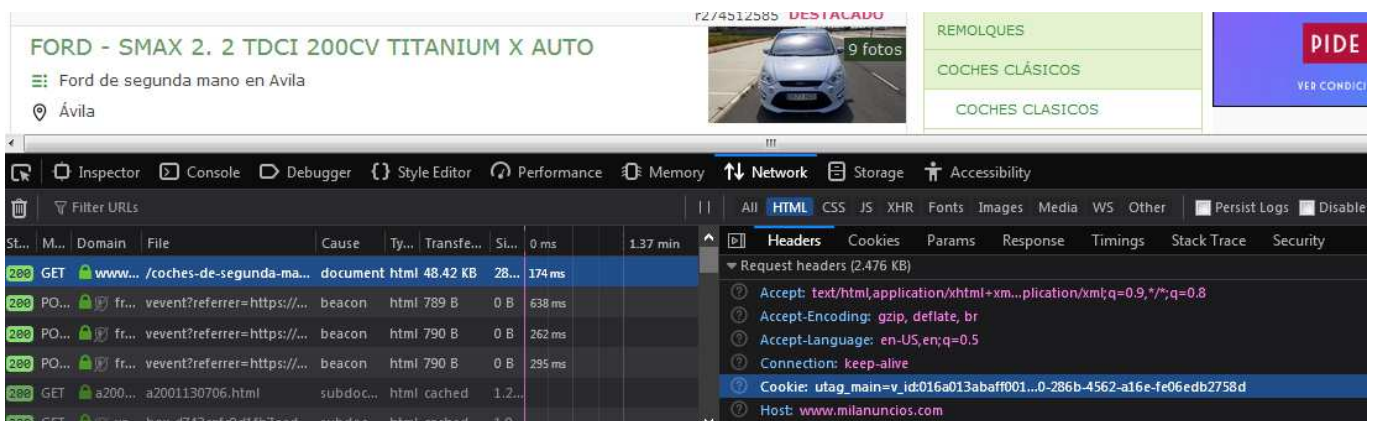 r274512585 DESTACADO
FORD - SMAX 2. 2 TDCI 200CV TITANIUM X AUTO
9 fotos
Ford de segunda mano en Avila
Ávila
REMOLQUES
COCHES CLÁSICOS
COCHES CLASICOS
PIDE
VER CONDICI
Inspector Console Debugger {} Style Editor Performance Memory Network Storage Accessibility
Filter URLs
All HTML CSS JS XHR Fonts Images Media WS Other Persist Logs Disable
St... M... Domain File Cause Ty... Transfe... Si... 0 ms 1.37 min
200 GET www... /coches-de-segunda-ma... document html 48.42 KB 28... 174 ms
200 PO... fr... vevent?referrer=https://... beacon html 789 B 0 B 638 ms
200 PO... fr... vevent?referrer=https://... beacon html 790 B 0 B 262 ms
200 PO... fr... vevent?referrer=https://... beacon html 790 B 0 B 295 ms
200 GET a200... a2001130706.html subdoc... html cached 1.2...
Headers Cookies Params Response Timings Stack Trace Security
Request headers (2.476 KB)
Accept: text/html,application/xhtml+xm...plication/xml;q=0.9,*/*;q=0.8
Accept-Encoding: gzip, deflate, br
Accept-Language: en-US,en;q=0.5
Connection: keep-alive
Cookie: utag_main=v_id:016a013abaff001...0-286b-4562-a16e-fe06edb2758d
Host: www.milanuncios.com